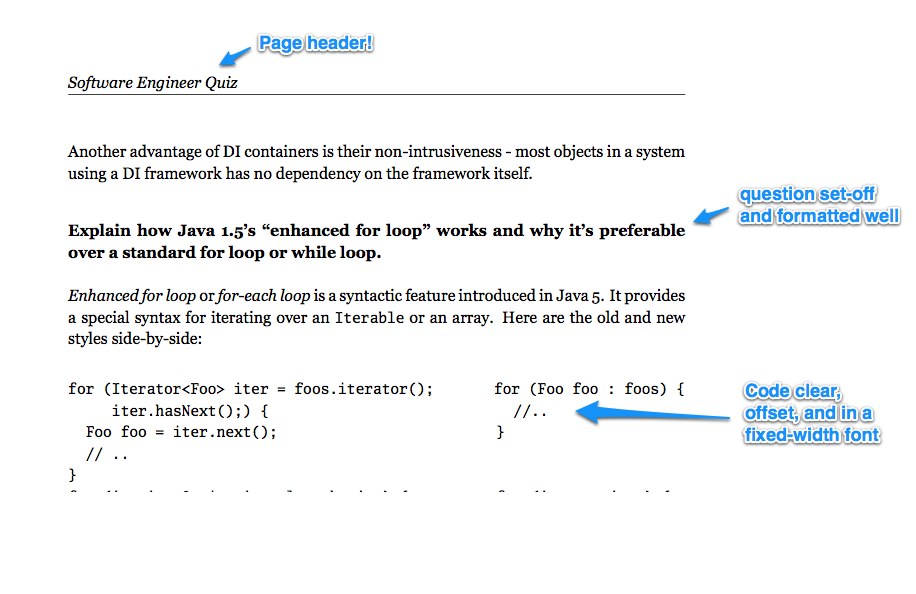 Page header!
Software Engineer Quiz
Another advantage of DI containers is their non-intrusiveness - most objects in a system
using a DI framework has no dependency on the framework itself.
question set-off
and formatted well
Explain how Java 1.5’s “enhanced for loop” works and why it’s preferable
over a standard for loop or while loop.
Enhanced for loop or for-each loop is a syntactic feature introduced in Java 5. It provides
a special syntax for iterating over an Iterable or an array. Here are the old and new
styles side-by-side:
for (Iterator<Foo> iter = foos.iterator();
iter.hasNext();) {
Foo foo = iter.next();
// ..
}
for (Foo foo : foos) {
//..
}
Code clear,
offset, and in a
fixed-width font